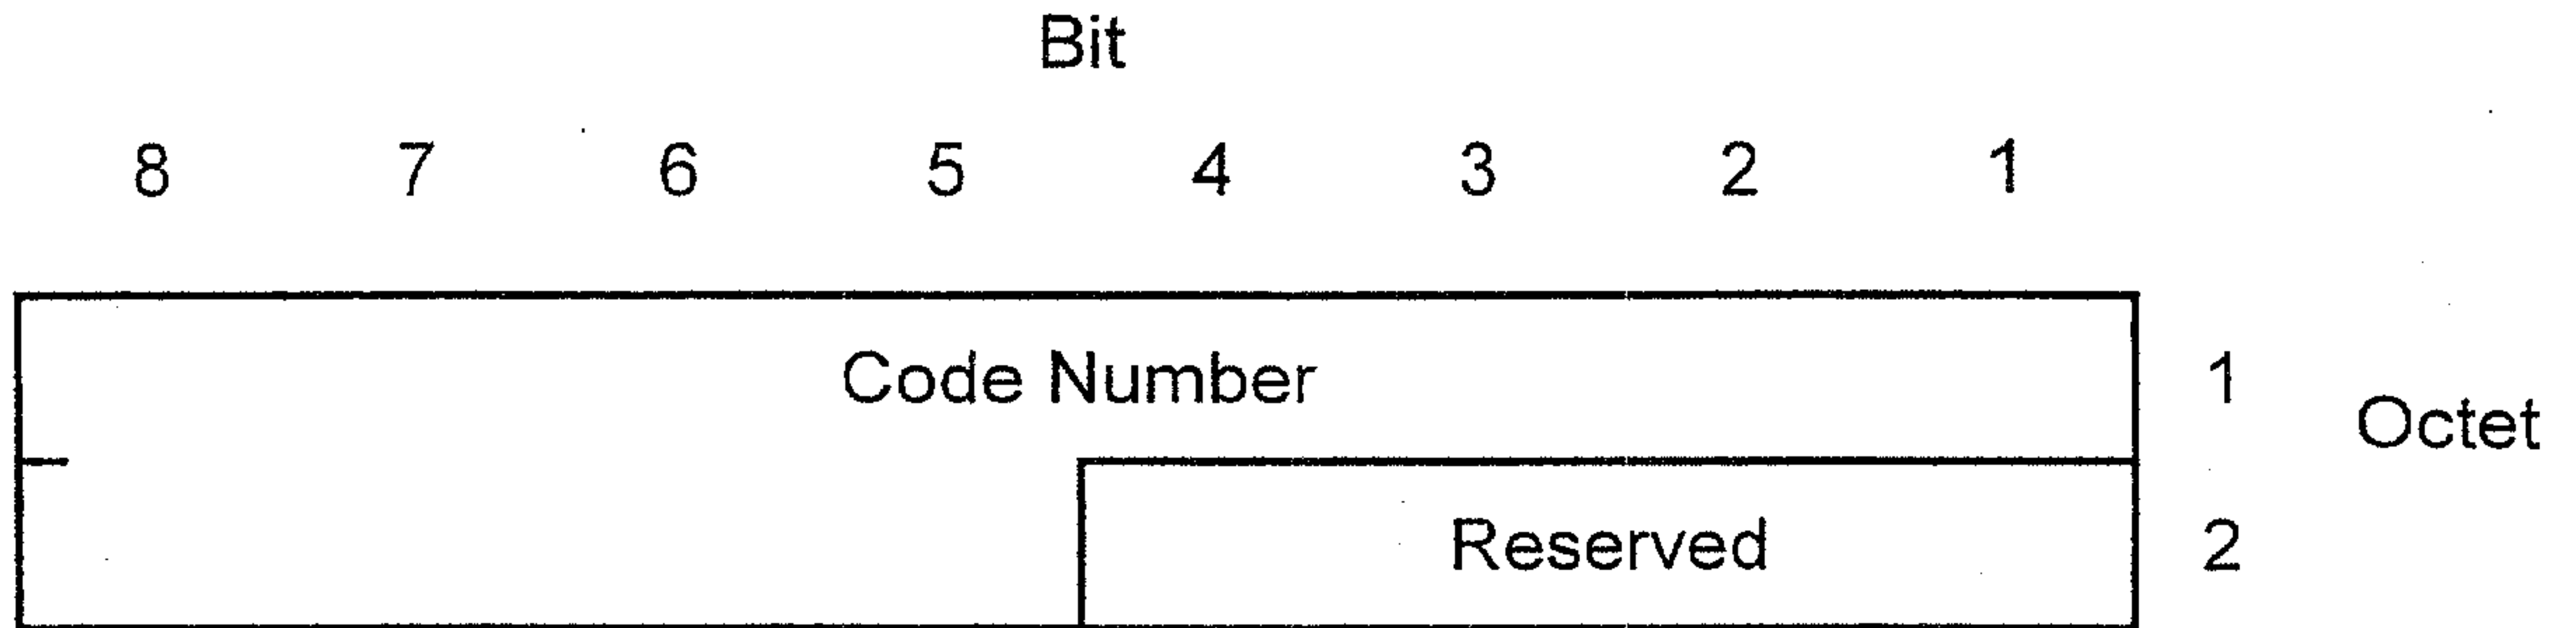 Bit
8 7 6 5 4 3 2 1
Code Number 1
Octet
Reserved 2